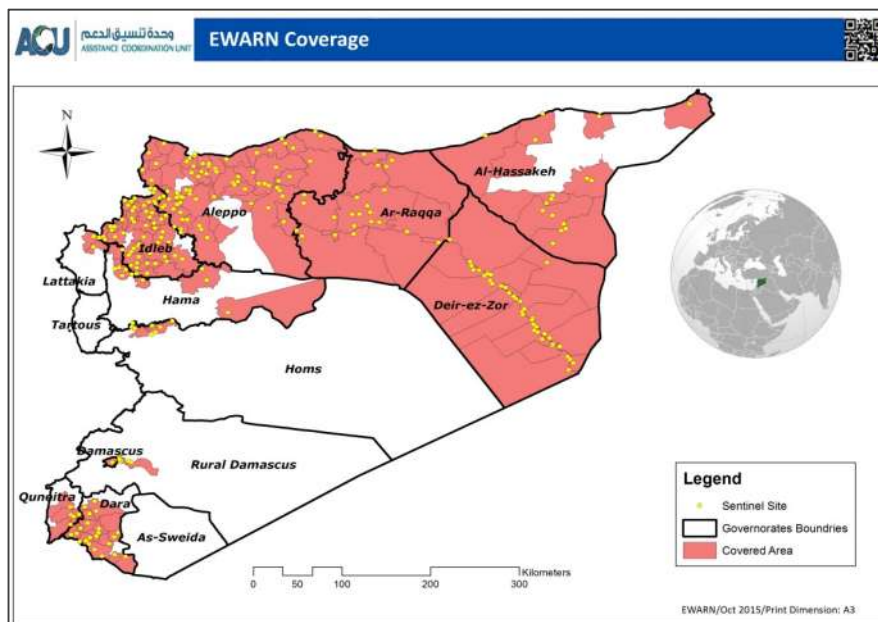 ACU
وحدة تنسيق الدعم
ASSISTANCE COORDINATION UNIT
EWARN Coverage
N
Al-Hassakeh
Aleppo
Ar-Raqqa
Idleb
Lattakia
Hama
Deir-ez-Zor
Tartous
Homs
Damascus
Rural Damascus
Quneitra
Dara
As-Sweida
Legend
Sentinel Site
Governorates Boundries
Covered Area
Kilometers
0 50 100 200 300
EWARN/Oct 2015/Print Dimension: A3